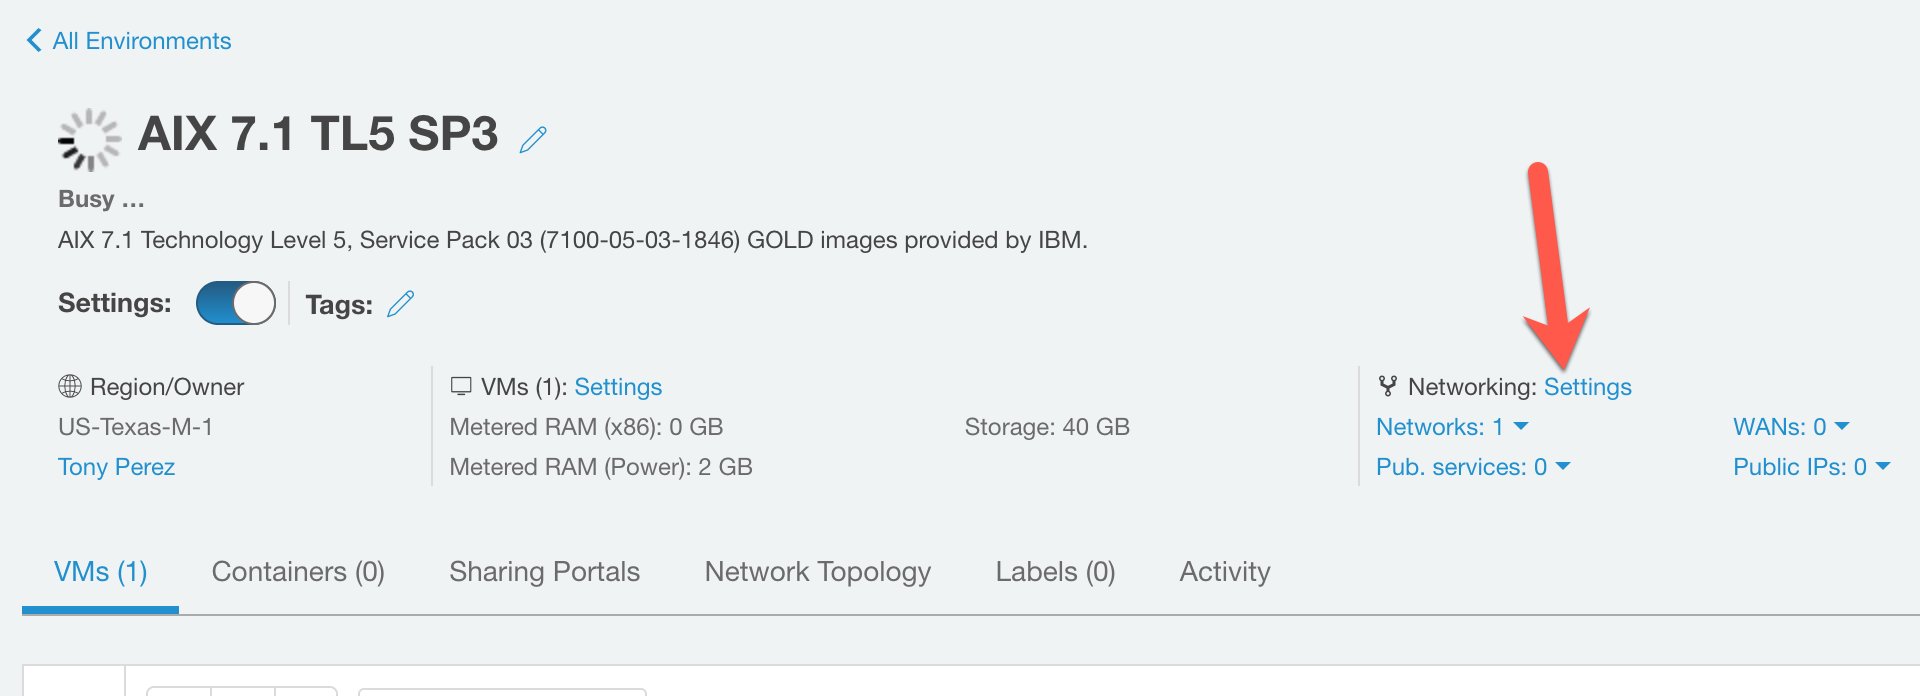 All Environments
AIX 7.1 TL5 SP3
Busy ...
AIX 7.1 Technology Level 5, Service Pack 03 (7100-05-03-1846) GOLD images provided by IBM.
Settings: Tags:
Region/Owner
US-Texas-M-1
Tony Perez
VMs (1): Settings
Metered RAM (x86): 0 GB Storage: 40 GB
Metered RAM (Power): 2 GB
Networking: Settings
Networks: 1 WANs: 0
Pub. services: 0 Public IPs: 0
VMs (1) Containers (0) Sharing Portals Network Topology Labels (0) Activity